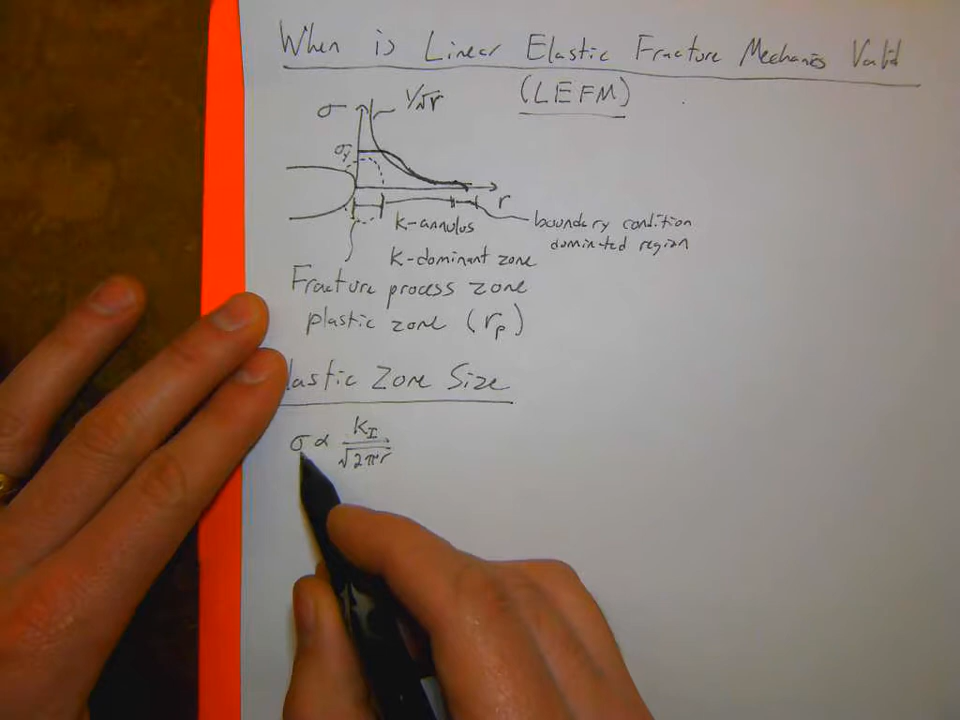 When is Linear Elastic Fracture Mechanics Valid
(LEFM)
σ
1/√r
σy
r
k-annulus
boundary condition
dominated region
k-dominant zone
Fracture process zone
plastic zone (rp)
lastic Zone Size
σ ∝ kI/√2πr